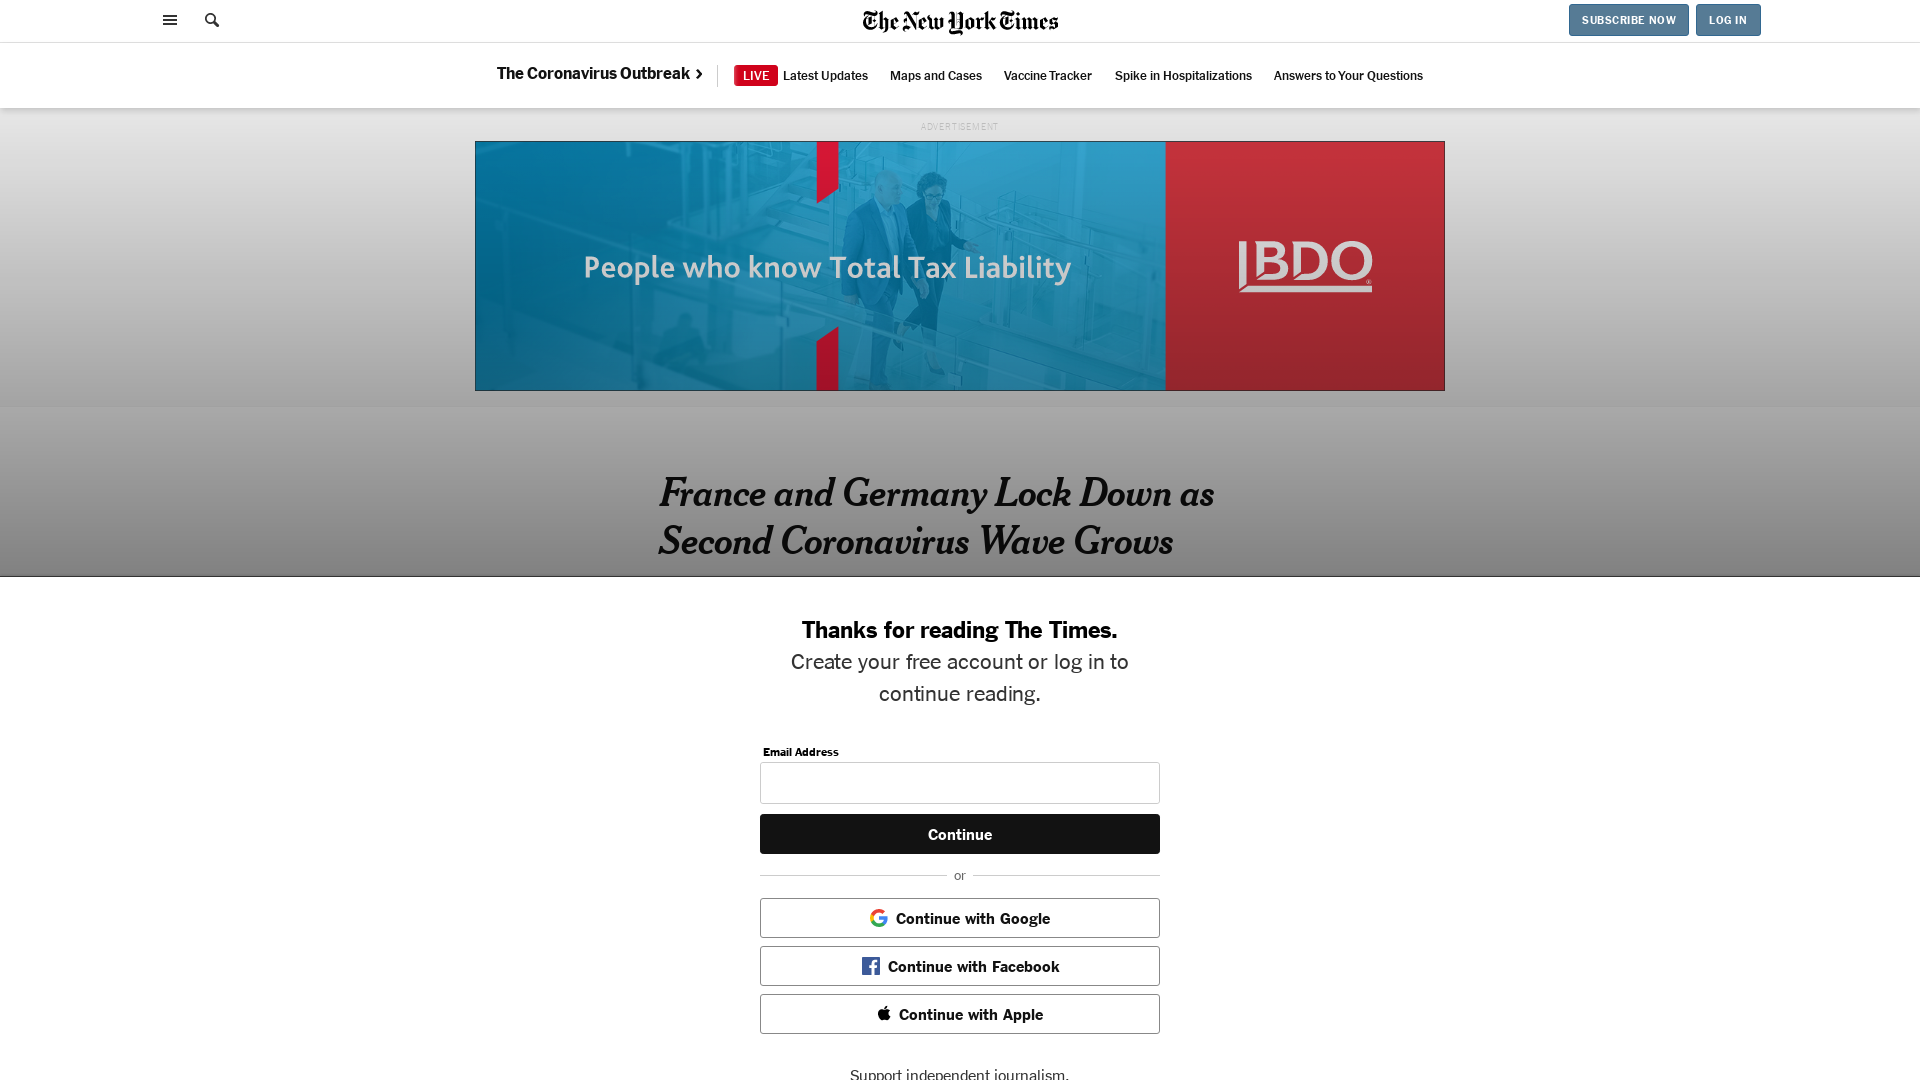 The New York Times
SUBSCRIBE NOW
LOG IN
The Coronavirus Outbreak
LIVE Latest Updates
Maps and Cases
Vaccine Tracker
Spike in Hospitalizations
Answers to Your Questions
ADVERTISEMENT
People who know Total Tax Liability
BDO
France and Germany Lock Down as
Second Coronavirus Wave Grows
Thanks for reading The Times.
Create your free account or log in to
continue reading.
Email Address
Continue
or
Continue with Google
Continue with Facebook
Continue with Apple
Support independent journalism.